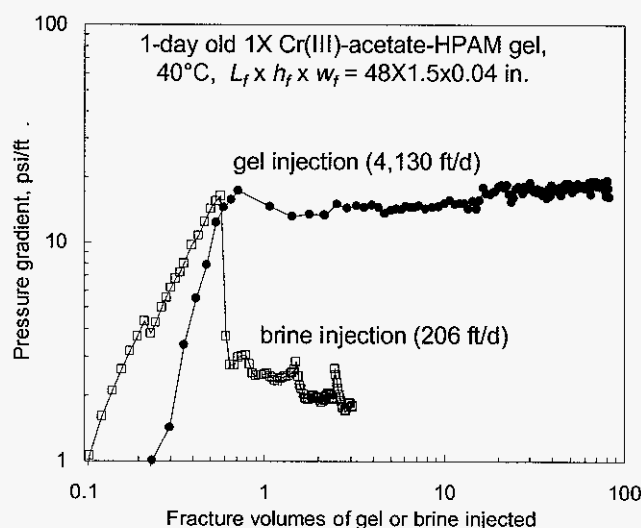 1-day old 1X Cr(III)-acetate-HPAM gel,
40°C, Lf x hf x wf = 48X1.5x0.04 in.
gel injection (4,130 ft/d)
brine injection (206 ft/d)
Pressure gradient, psi/ft
100
10
1
0.1
1
10
100
Fracture volumes of gel or brine injected